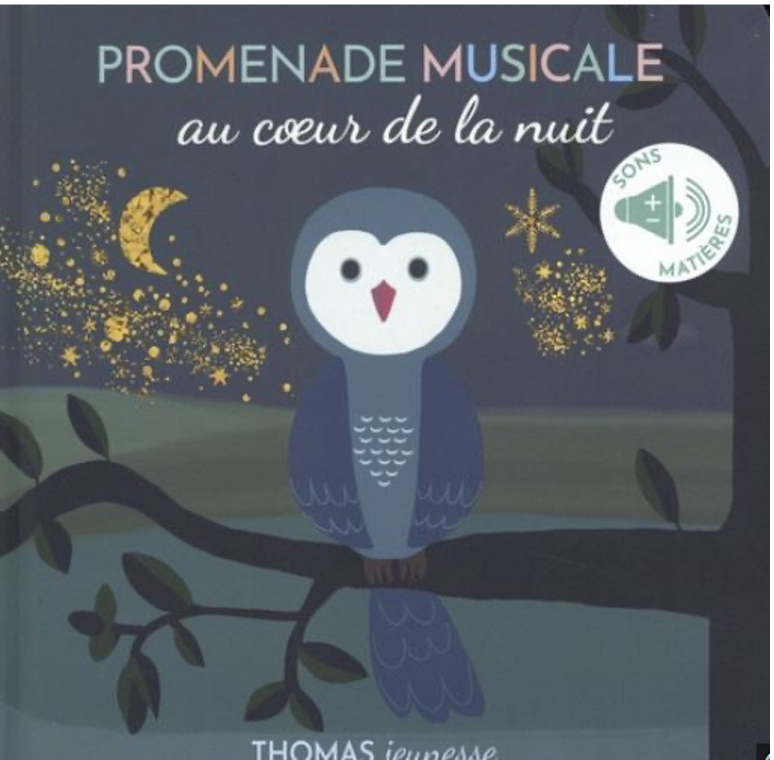 PROMENADE MUSICALE
au cœur de la nuit
SONS
+
−
MATIÈRES
THOMAS jeunesse